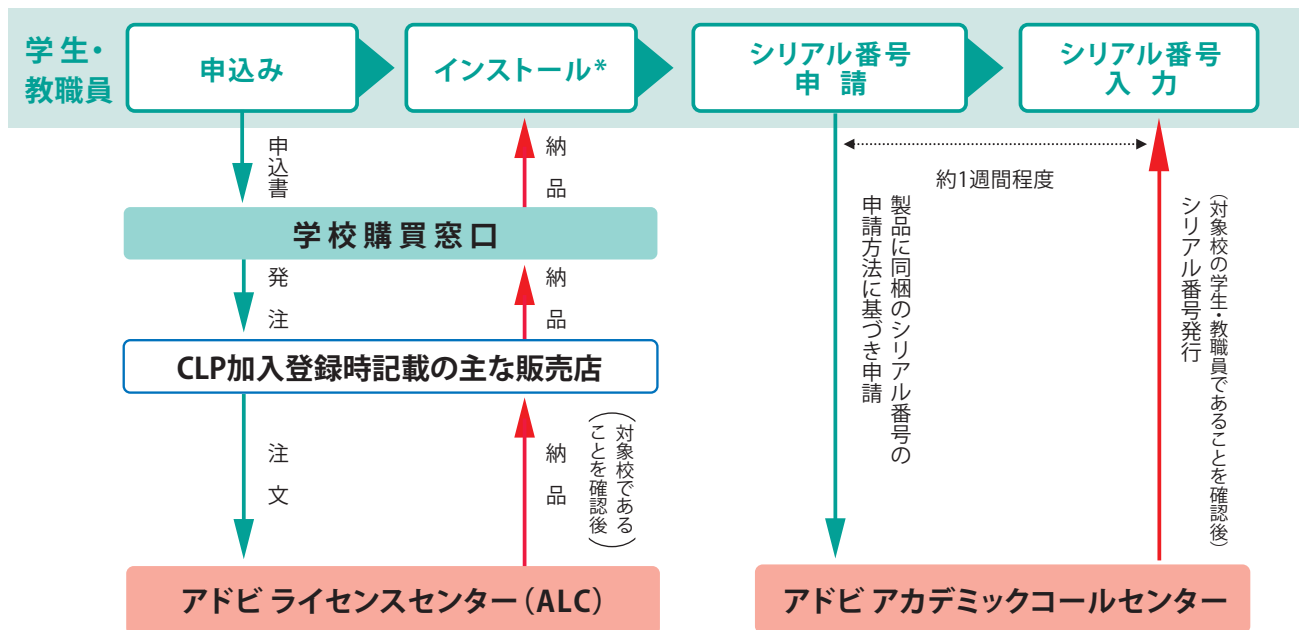 学生・
教職員
申込み
インストール*
シリアル番号
申 請
シリアル番号
入 力
申込書
納品
約1週間程度
学校購買窓口
発注
納品
製品に同梱のシリアル番号の
申請方法に基づき申請
(対象校の学生・教職員であることを確認後)
シリアル番号発行
CLP加入登録時記載の主な販売店
注文
納品
(対象校である
ことを確認後)
アドビ ライセンスセンター（ALC）
アドビ アカデミックコールセンター